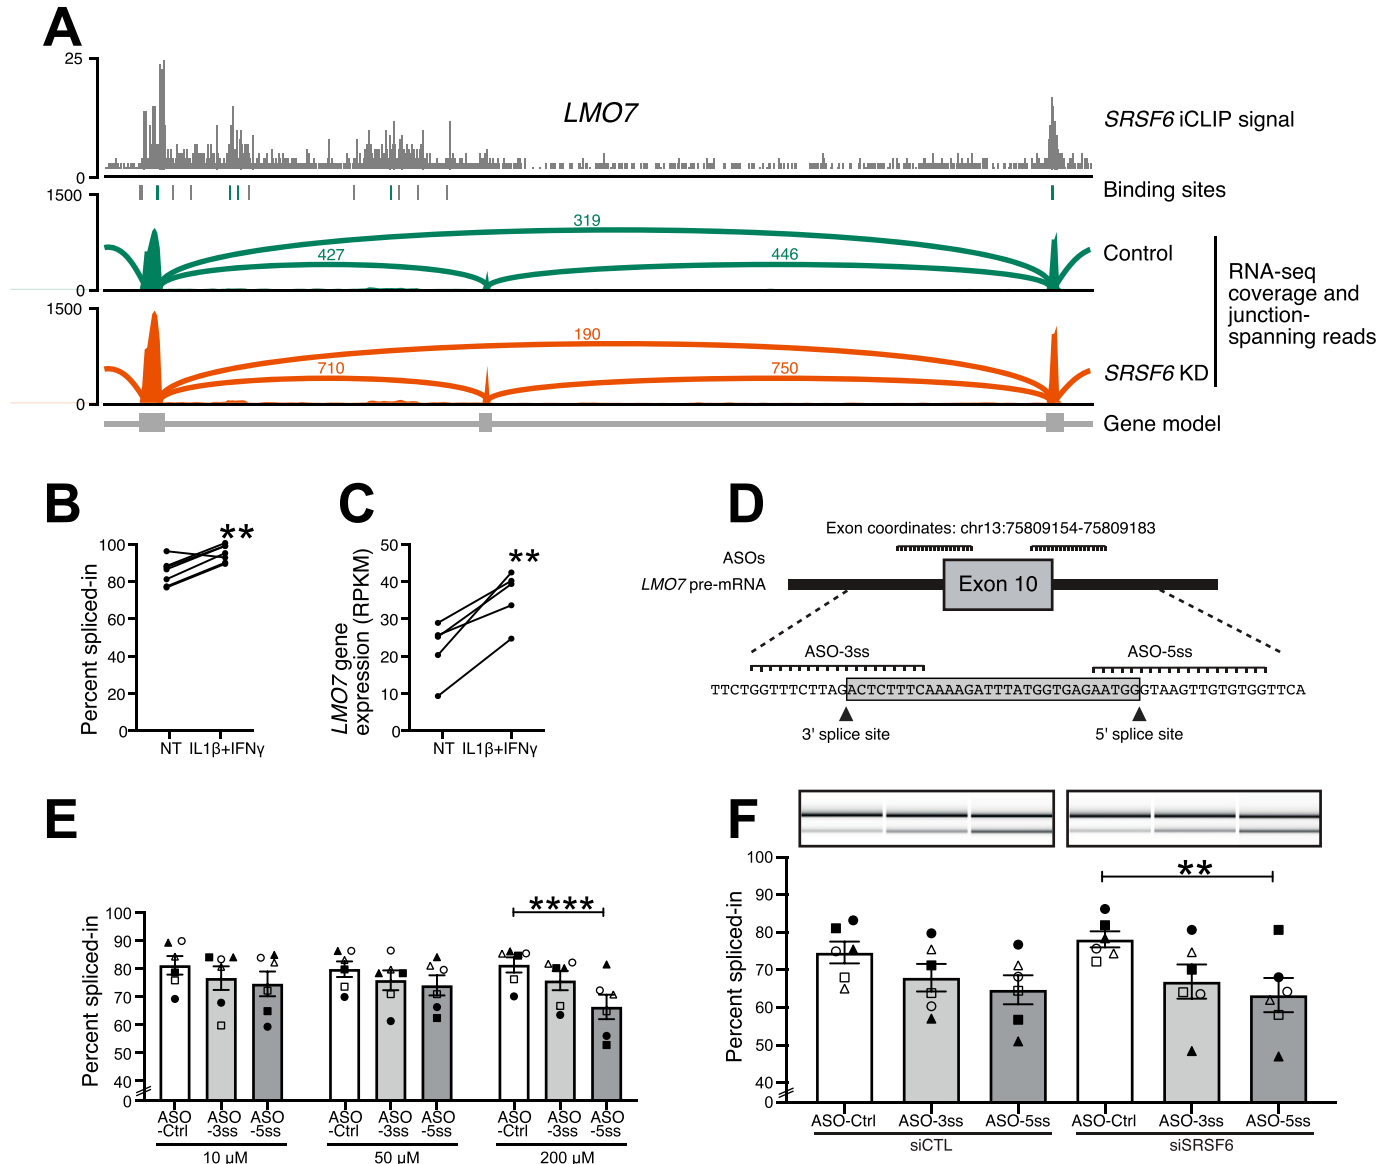 A
25
0
LMO7
SRSF6 iCLIP signal
Binding sites
1500
0
319
427
446
Control
1500
0
190
710
750
SRSF6 KD
RNA-seq
coverage and
junction-
spanning reads
Gene model
B
Percent spliced-in
100
80
60
40
20
0
**
NT IL1β+IFNγ
C
LMO7 gene
expression (RPKM)
50
40
30
20
10
0
**
NT IL1β+IFNγ
D
Exon coordinates: chr13:75809154-75809183
ASOs
LMO7 pre-mRNA
Exon 10
ASO-3ss
ASO-5ss
TTCTGGTTTCTTAGACTCTTTCAAAAGATTTATGGTGAGAATGGGTAAGTTGTGTGGTTCA
3' splice site
5' splice site
E
Percent spliced-in
100
90
80
70
60
50
40
0
****
ASO -Ctrl
ASO -3ss
ASO -5ss
10 µM
ASO -Ctrl
ASO -3ss
ASO -5ss
50 µM
ASO -Ctrl
ASO -3ss
ASO -5ss
200 µM
F
Percent spliced-in
100
90
80
70
60
50
40
0
**
ASO-Ctrl
ASO-3ss
ASO-5ss
siCTL
ASO-Ctrl
ASO-3ss
ASO-5ss
siSRSF6